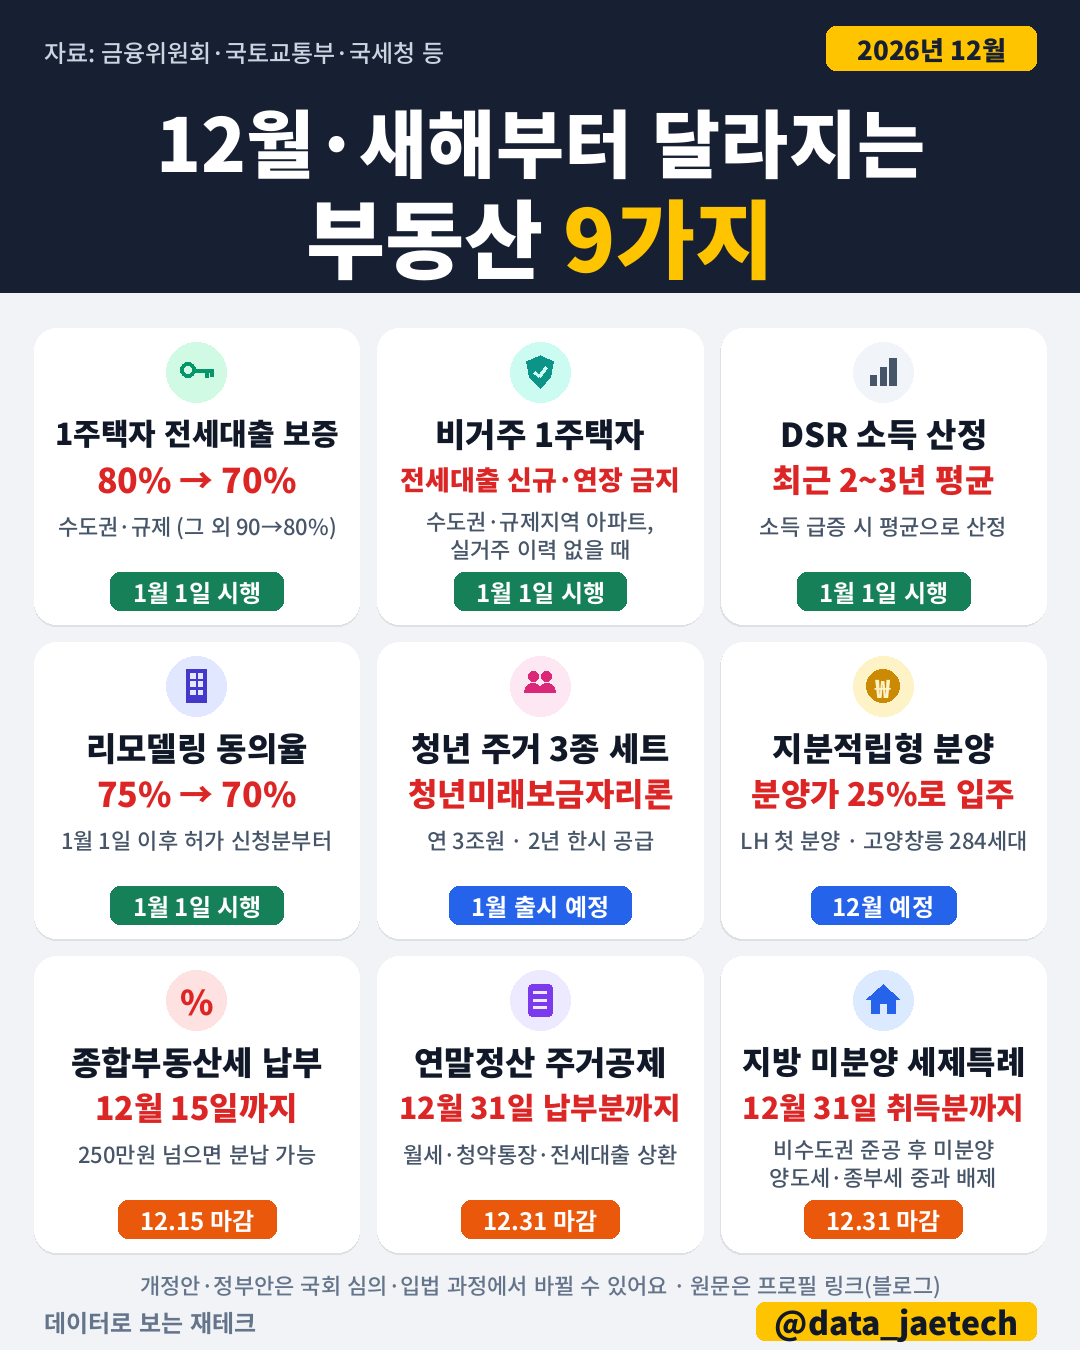 자료: 금융위원회·국토교통부·국세청 등
2026년 12월
12월·새해부터 달라지는
부동산 9가지
1주택자 전세대출 보증
80% → 70%
수도권·규제 (그 외 90→80%)
1월 1일 시행
비거주 1주택자
전세대출 신규·연장 금지
수도권·규제지역 아파트,
실거주 이력 없을 때
1월 1일 시행
DSR 소득 산정
최근 2~3년 평균
소득 급증 시 평균으로 산정
1월 1일 시행
리모델링 동의율
75% → 70%
1월 1일 이후 허가 신청분부터
1월 1일 시행
청년 주거 3종 세트
청년미래보금자리론
연 3조원 · 2년 한시 공급
1월 출시 예정
₩
지분적립형 분양
분양가 25%로 입주
LH 첫 분양 · 고양창릉 284세대
12월 예정
%
종합부동산세 납부
12월 15일까지
250만원 넘으면 분납 가능
12.15 마감
연말정산 주거공제
12월 31일 납부분까지
월세·청약통장·전세대출 상환
12.31 마감
지방 미분양 세제특례
12월 31일 취득분까지
비수도권 준공 후 미분양
양도세·종부세 중과 배제
12.31 마감
개정안·정부안은 국회 심의·입법 과정에서 바뀔 수 있어요 · 원문은 프로필 링크(블로그)
데이터로 보는 재테크
@data_jaetech